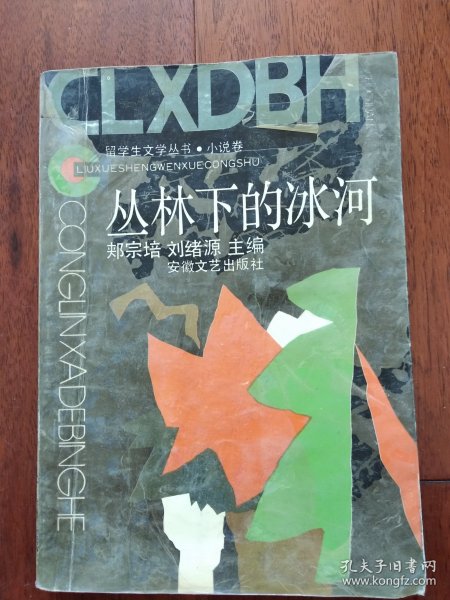 CLXDBH
留学生文学丛书·小说卷
LIUXUESHENGWENXUECONGSHU
丛林下的冰河
郏宗培 刘绪源 主编
安徽文艺出版社
CONGLINXIADEBINGHE
孔夫子旧书网
www.kongfz.com